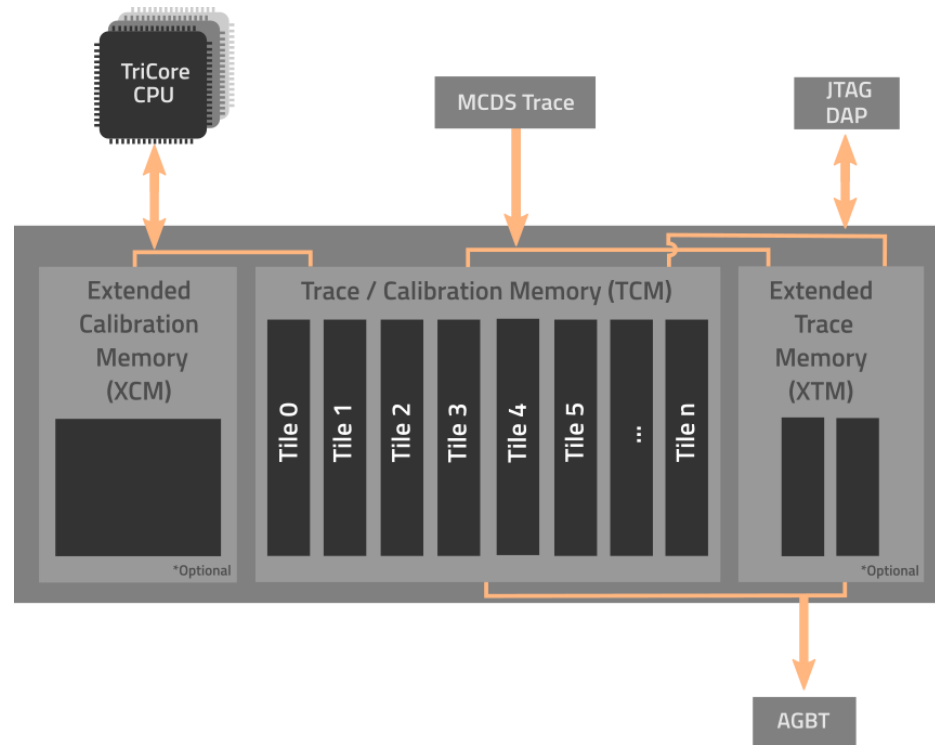 TriCore
CPU
MCDS Trace
JTAG
DAP
Extended
Calibration
Memory
(XCM)
*Optional
Trace / Calibration Memory (TCM)
Tile 0
Tile 1
Tile 2
Tile 3
Tile 4
Tile 5
...
Tile n
Extended
Trace
Memory
(XTM)
*Optional
AGBT